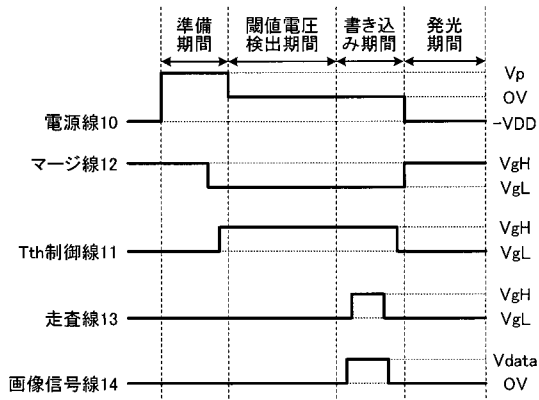 準備
期間
閾値電圧
検出期間
書き込
み期間
発光
期間
電源線10
Vp
0V
-VDD
マージ線12
VgH
VgL
Tth制御線11
VgH
VgL
走査線13
VgH
VgL
画像信号線14
Vdata
0V